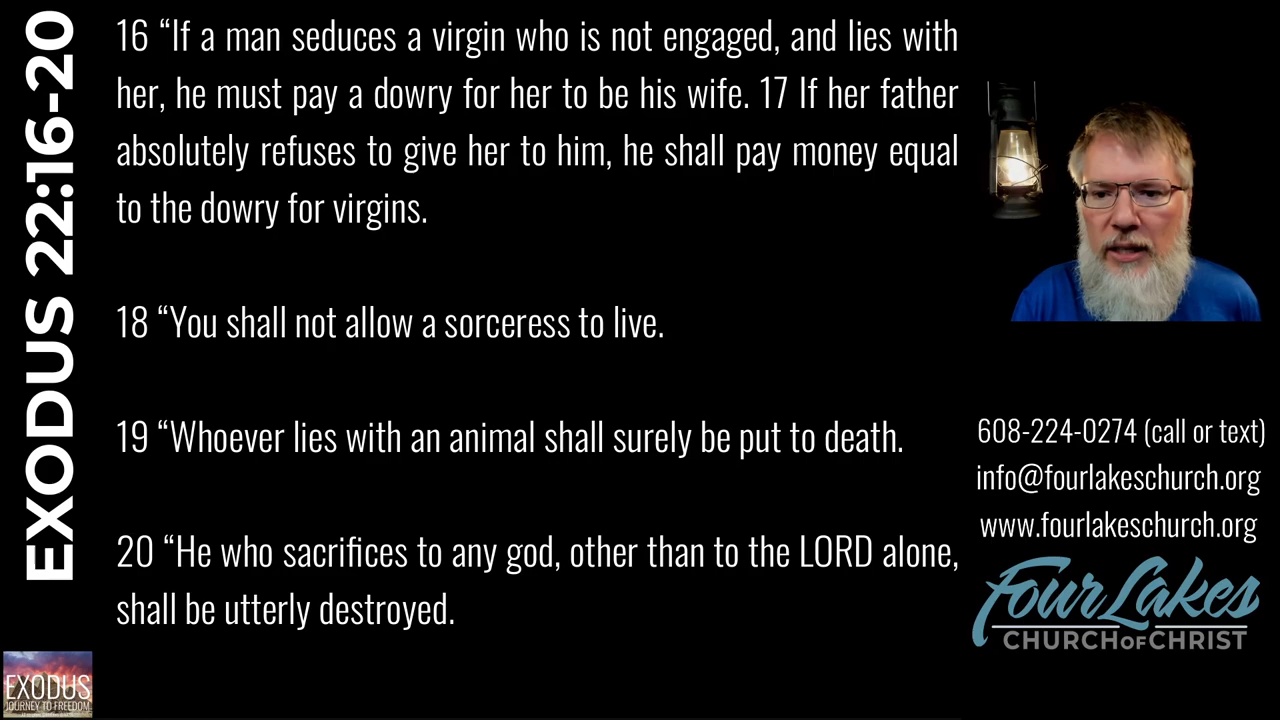 EXODUS 22:16-20
16 “If a man seduces a virgin who is not engaged, and lies with
her, he must pay a dowry for her to be his wife. 17 If her father
absolutely refuses to give her to him, he shall pay money equal
to the dowry for virgins.
18 “You shall not allow a sorceress to live.
19 “Whoever lies with an animal shall surely be put to death.
20 “He who sacrifices to any god, other than to the LORD alone,
shall be utterly destroyed.
608-224-0274 (call or text)
info@fourlakeschurch.org
www.fourlakeschurch.org
Four Lakes
CHURCH OF CHRIST
EXODUS
JOURNEY TO FREEDOM